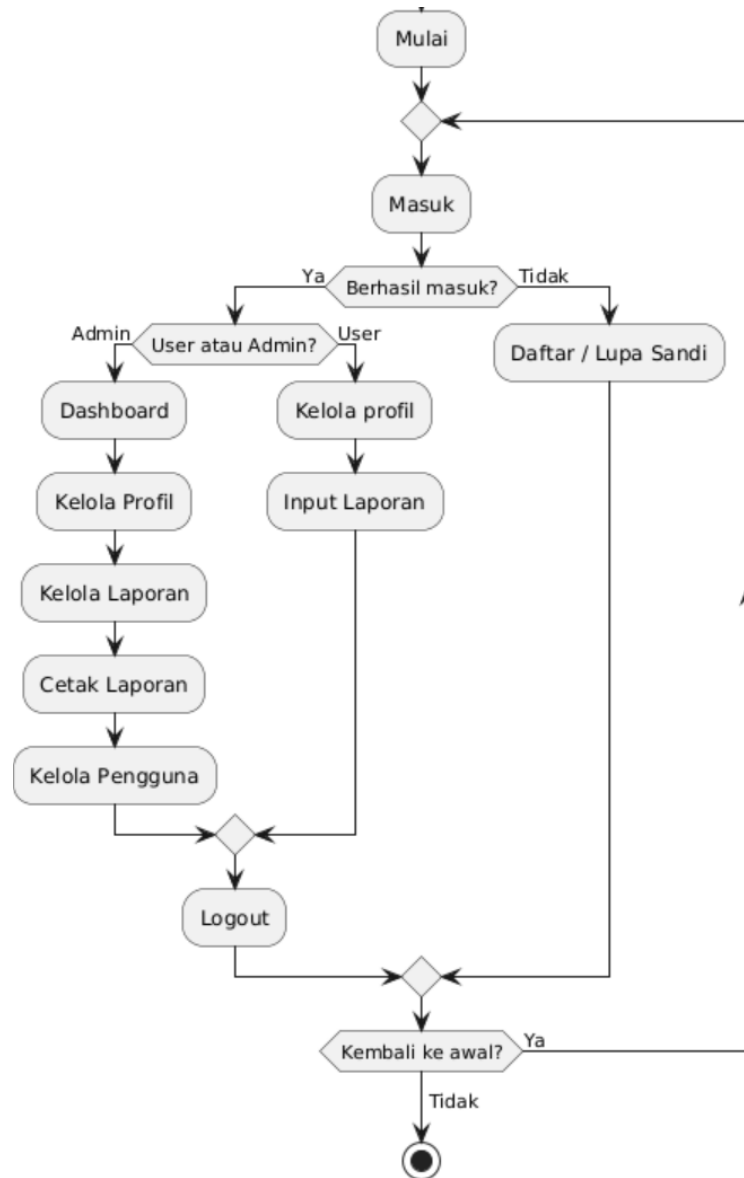 Mulai
Masuk
Ya
Berhasil masuk?
Tidak
Admin
User atau Admin?
User
Daftar / Lupa Sandi
Dashboard
Kelola profil
Kelola Profil
Input Laporan
Kelola Laporan
Cetak Laporan
Kelola Pengguna
Logout
Kembali ke awal?
Ya
Tidak